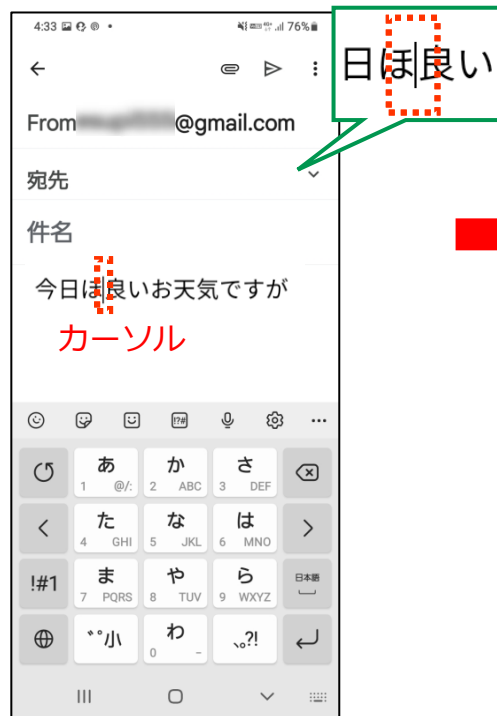 4:33
76%
日ほ良い
From @gmail.com
宛先
件名
今日ほ良いお天気ですが
カーソル
!?#
あ 1 @/:
か 2 ABC
さ 3 DEF
た 4 GHI
な 5 JKL
は 6 MNO
!#1
ま 7 PQRS
や 8 TUV
ら 9 WXYZ
日本語
゛゜小
わ 0 _
、。?!